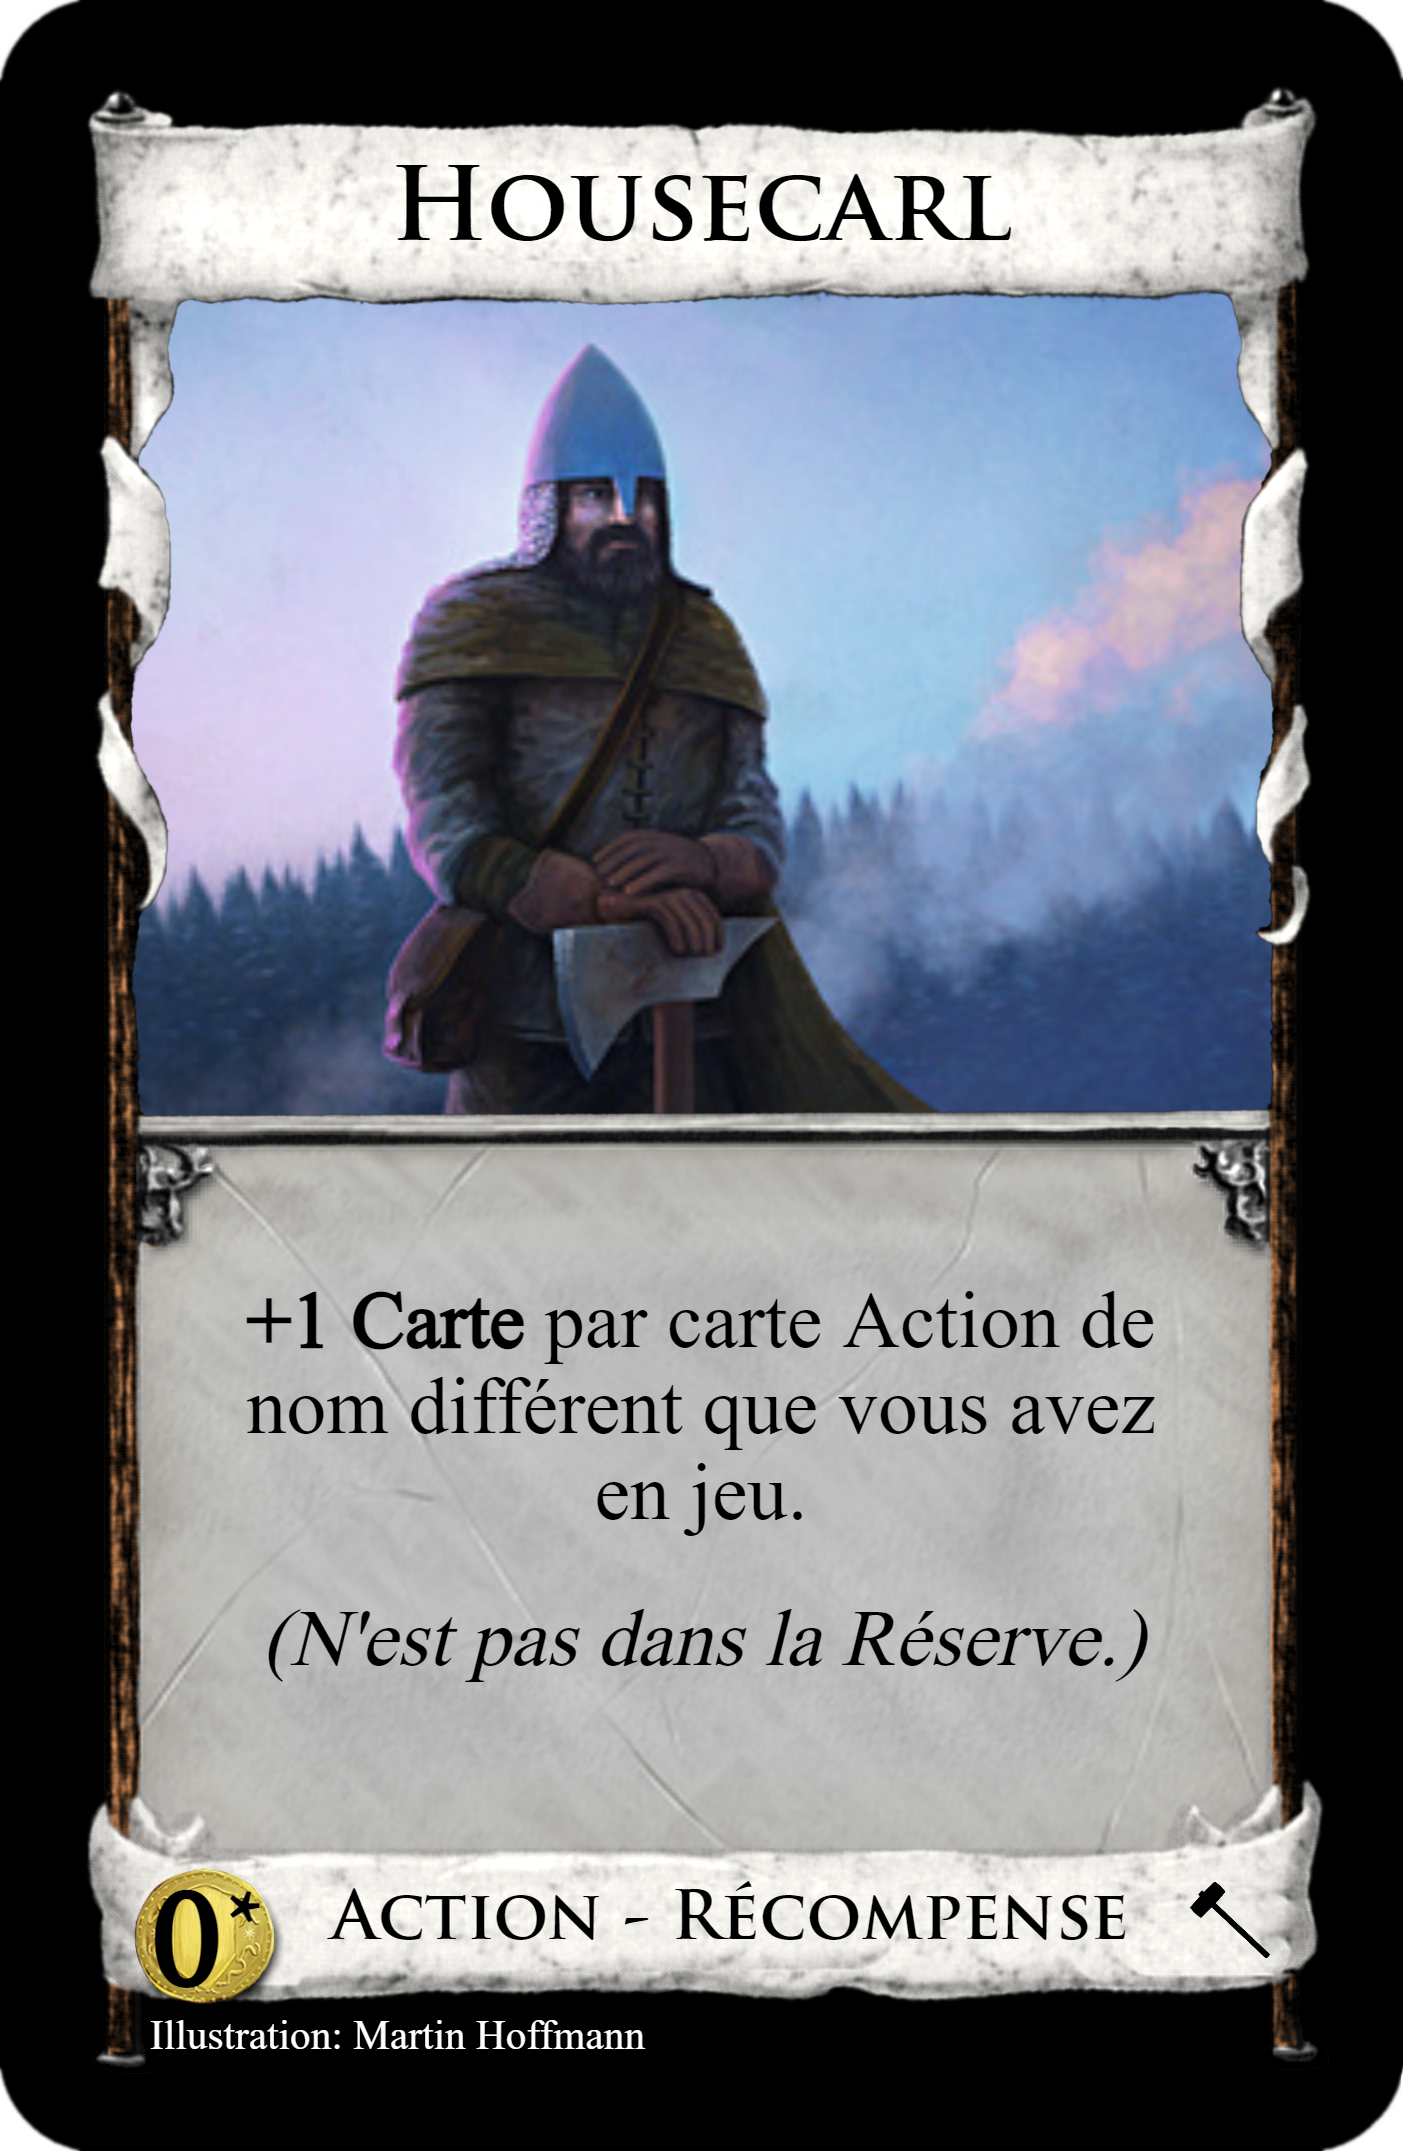 Housecarl
+1 Carte par carte Action de
nom différent que vous avez
en jeu.
(N'est pas dans la Réserve.)
0*
Action - Récompense
Illustration: Martin Hoffmann